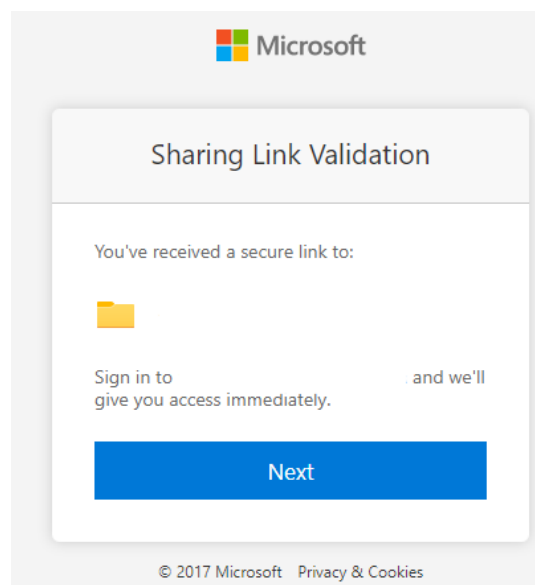 Microsoft
Sharing Link Validation
You've received a secure link to:
Sign in to and we'll
give you access immediately.
Next
© 2017 Microsoft Privacy & Cookies